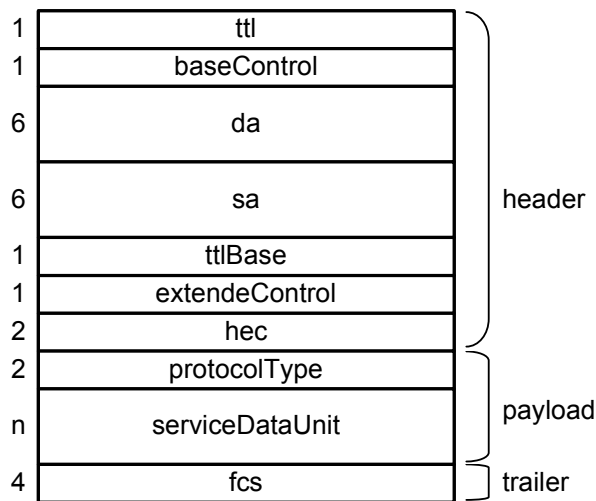 1 ttl
1 baseControl
6 da
6 sa
header
1 ttlBase
1 extendeControl
2 hec
2 protocolType
n serviceDataUnit
payload
4 fcs
trailer